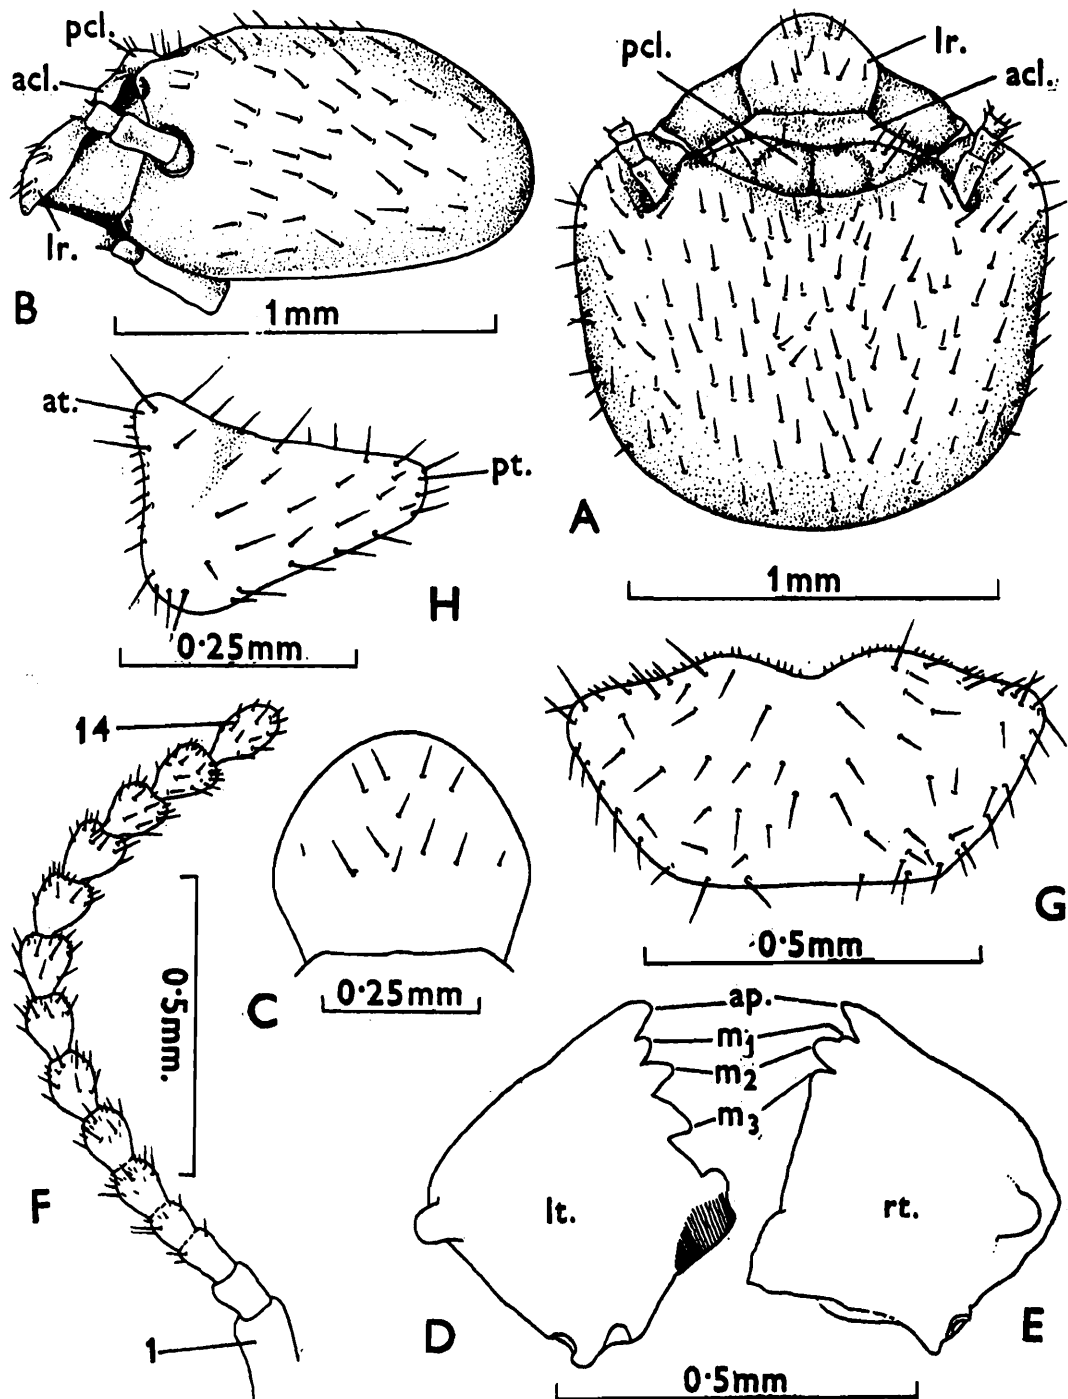 pcl.
acl.
lr.
B
1mm
pcl.
lr.
acl.
A
1mm
at.
pt.
H
0·25mm
14
0·5mm.
F
1
C
0·25mm
G
0·5mm
ap.
m1
m2
m3
lt.
rt.
D
E
0·5mm